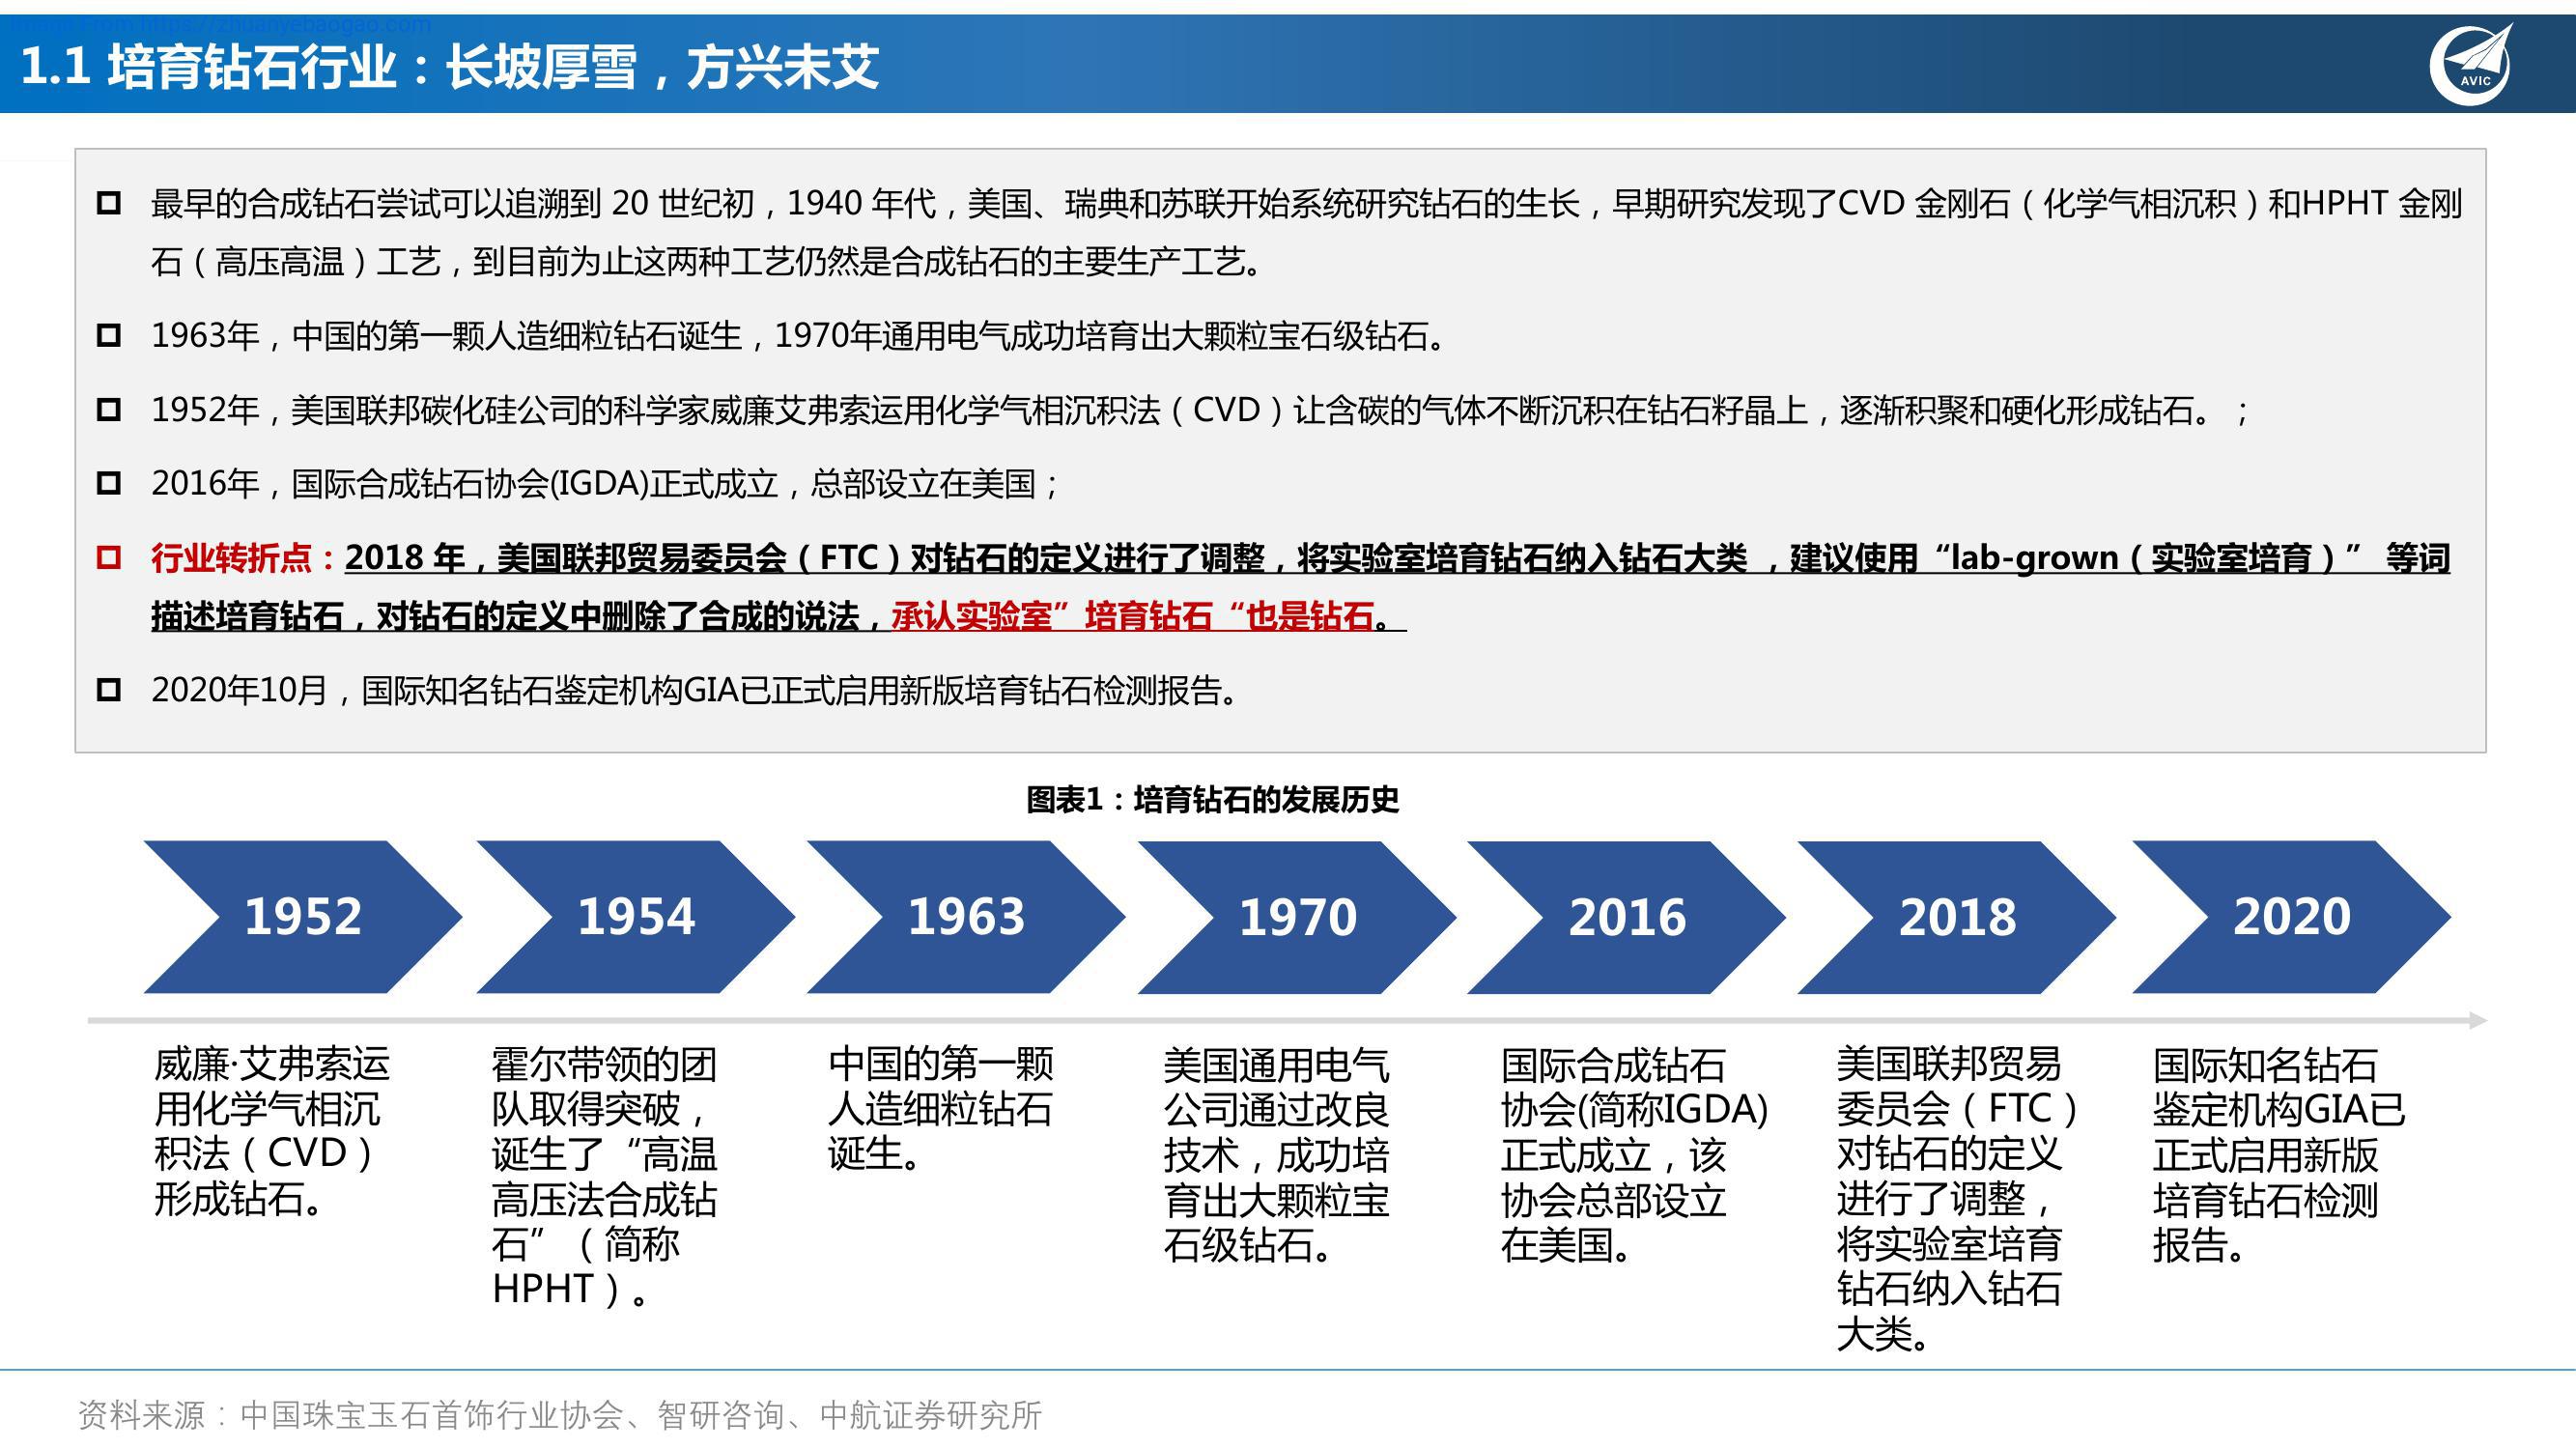 Image From https://zhuanyebaogao.com
1.1 培育钻石行业：长坡厚雪，方兴未艾
AVIC
最早的合成钻石尝试可以追溯到 20 世纪初，1940 年代，美国、瑞典和苏联开始系统研究钻石的生长，早期研究发现了CVD 金刚石（化学气相沉积）和HPHT 金刚
石（高压高温）工艺，到目前为止这两种工艺仍然是合成钻石的主要生产工艺。
1963年，中国的第一颗人造细粒钻石诞生，1970年通用电气成功培育出大颗粒宝石级钻石。
1952年，美国联邦碳化硅公司的科学家威廉艾弗索运用化学气相沉积法（CVD）让含碳的气体不断沉积在钻石籽晶上，逐渐积聚和硬化形成钻石。；
2016年，国际合成钻石协会(IGDA)正式成立，总部设立在美国；
行业转折点：2018 年，美国联邦贸易委员会（FTC）对钻石的定义进行了调整，将实验室培育钻石纳入钻石大类 ，建议使用“lab-grown（实验室培育）” 等词
描述培育钻石，对钻石的定义中删除了合成的说法，承认实验室”培育钻石“也是钻石。
2020年10月，国际知名钻石鉴定机构GIA已正式启用新版培育钻石检测报告。
图表1：培育钻石的发展历史
1952
1954
1963
1970
2016
2018
2020
威廉·艾弗索运
用化学气相沉
积法（CVD）
形成钻石。
霍尔带领的团
队取得突破，
诞生了“高温
高压法合成钻
石”（简称
HPHT）。
中国的第一颗
人造细粒钻石
诞生。
美国通用电气
公司通过改良
技术，成功培
育出大颗粒宝
石级钻石。
国际合成钻石
协会(简称IGDA)
正式成立，该
协会总部设立
在美国。
美国联邦贸易
委员会（FTC）
对钻石的定义
进行了调整，
将实验室培育
钻石纳入钻石
大类。
国际知名钻石
鉴定机构GIA已
正式启用新版
培育钻石检测
报告。
资料来源：中国珠宝玉石首饰行业协会、智研咨询、中航证券研究所